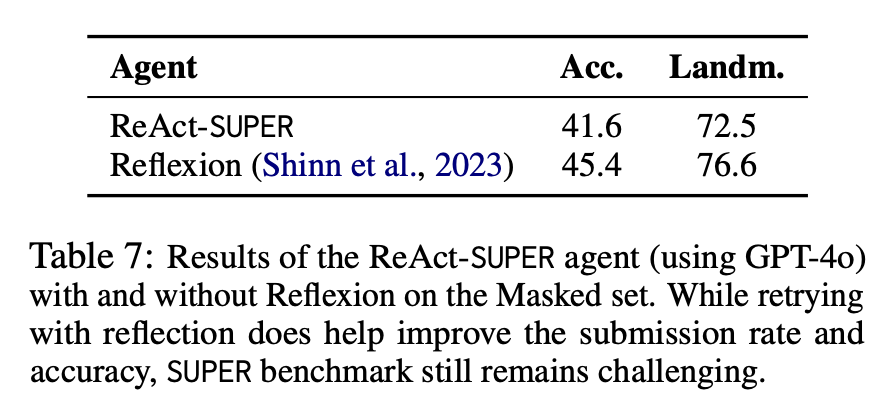 Agent Acc. Landm.
ReAct-SUPER 41.6 72.5
Reflexion (Shinn et al., 2023) 45.4 76.6
Table 7: Results of the ReAct-SUPER agent (using GPT-4o)
with and without Reflexion on the Masked set. While retrying
with reflection does help improve the submission rate and
accuracy, SUPER benchmark still remains challenging.